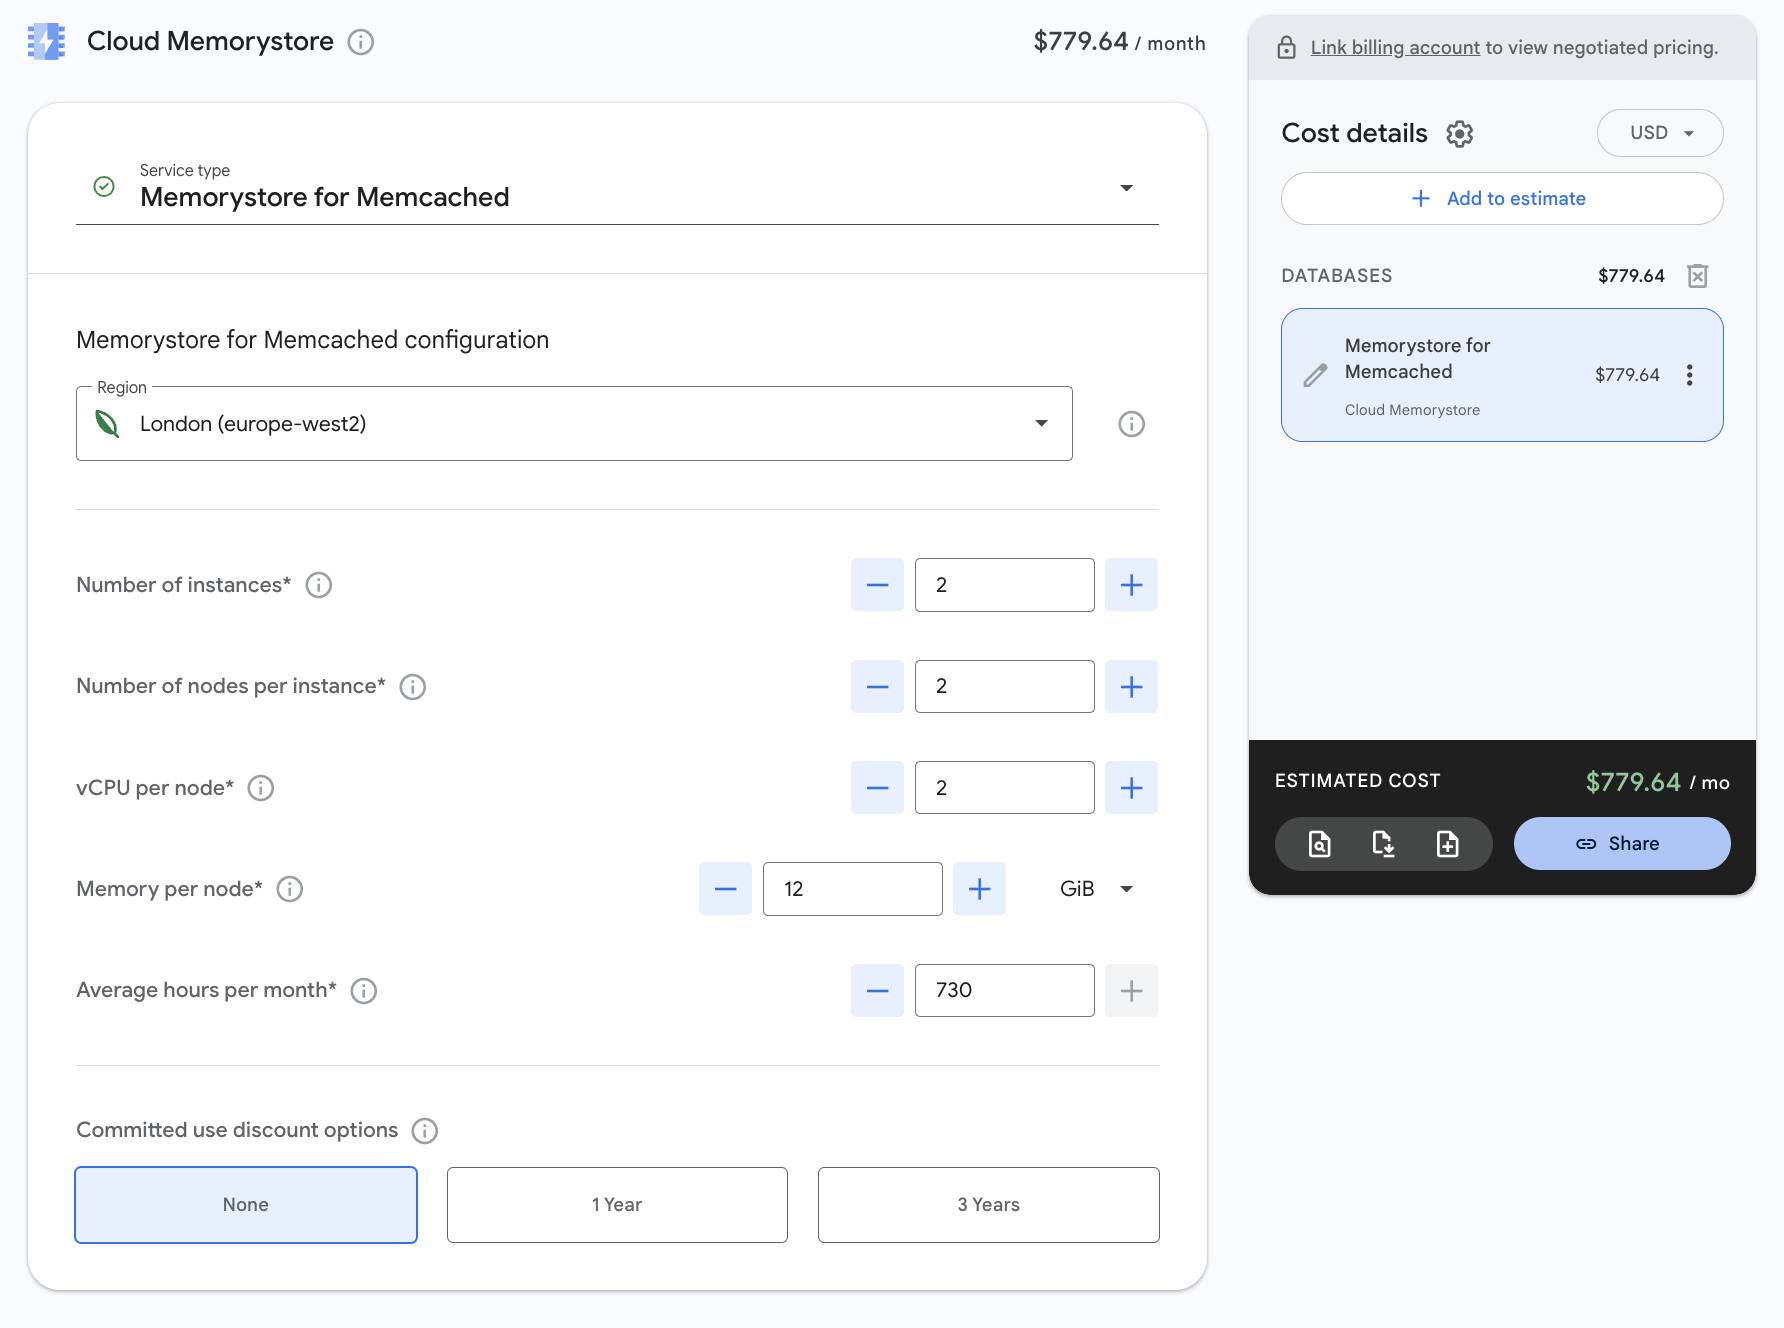 Cloud Memorystore
$779.64 / month
Service type
Memorystore for Memcached
Memorystore for Memcached configuration
Region
London (europe-west2)
Number of instances*
2
Number of nodes per instance*
2
vCPU per node*
2
Memory per node*
12
GiB
Average hours per month*
730
Committed use discount options
None
1 Year
3 Years
Link billing account to view negotiated pricing.
Cost details
USD
Add to estimate
DATABASES
$779.64
Memorystore for
Memcached
$779.64
Cloud Memorystore
ESTIMATED COST
$779.64 / mo
Share